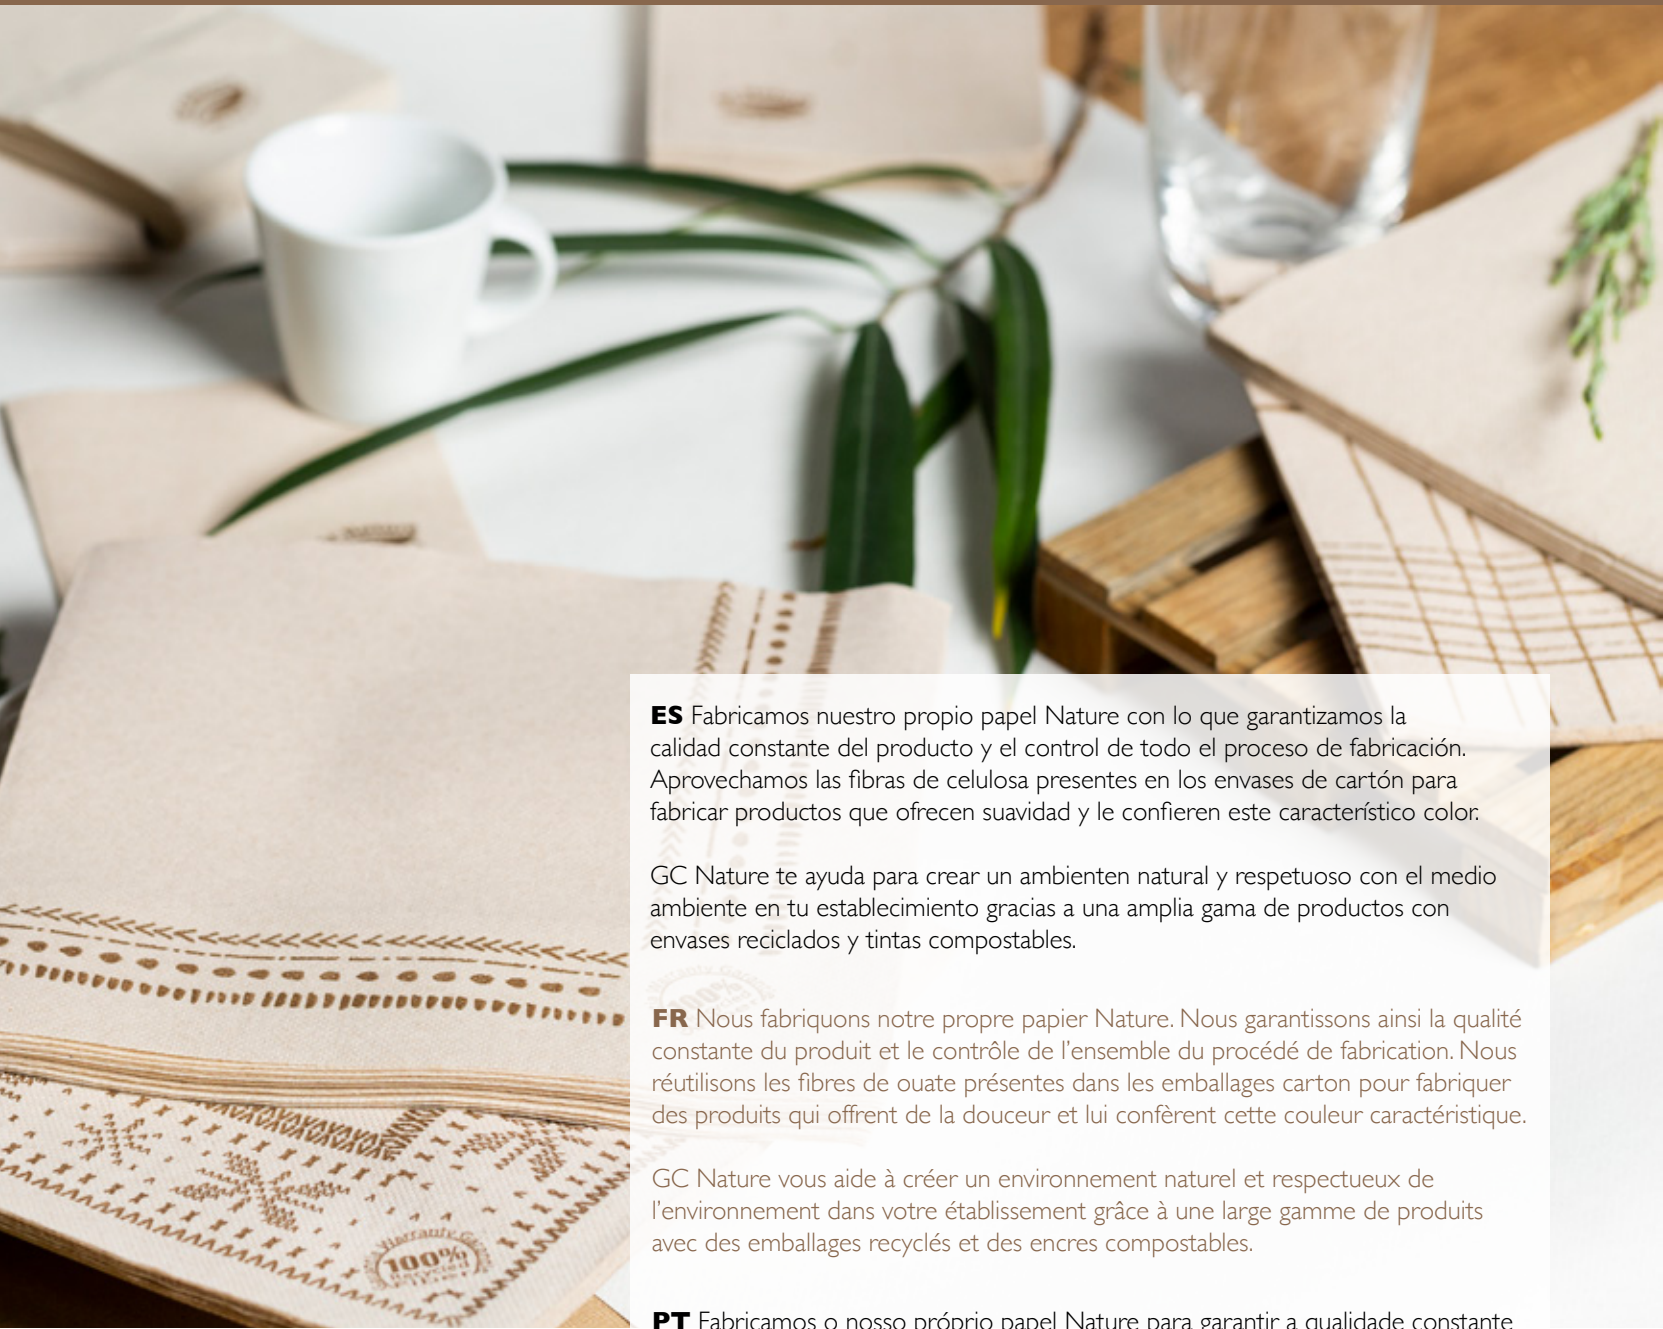 ES Fabricamos nuestro propio papel Nature con lo que garantizamos la
calidad constante del producto y el control de todo el proceso de fabricación.
Aprovechamos las fibras de celulosa presentes en los envases de cartón para
fabricar productos que ofrecen suavidad y le confieren este característico color.
GC Nature te ayuda para crear un ambienten natural y respetuoso con el medio
ambiente en tu establecimiento gracias a una amplia gama de productos con
envases reciclados y tintas compostables.
FR Nous fabriquons notre propre papier Nature. Nous garantissons ainsi la qualité
constante du produit et le contrôle de l'ensemble du procédé de fabrication. Nous
réutilisons les fibres de ouate présentes dans les emballages carton pour fabriquer
des produits qui offrent de la douceur et lui confèrent cette couleur caractéristique.
GC Nature vous aide à créer un environnement naturel et respectueux de
l'environnement dans votre établissement grâce à une large gamme de produits
avec des emballages recyclés et des encres compostables.
PT Fabricamos o nosso próprio papel Nature para garantir a qualidade constante
Warranty
100%
Recycled